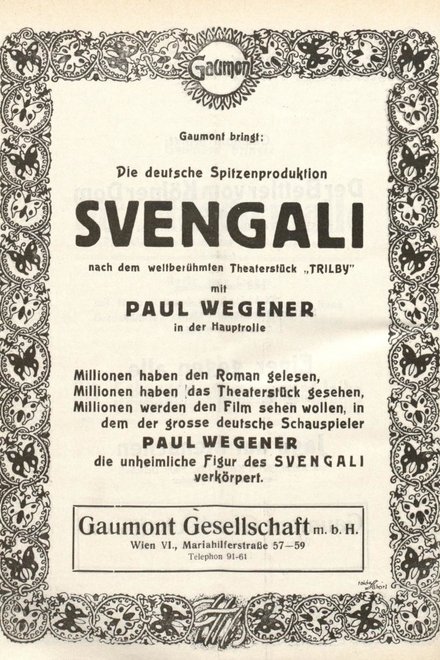 Gaumont
Gaumont bringt:
Die deutsche Spitzenproduktion
SVENGALI
nach dem weltberühmten Theaterstück „TRILBY"
mit
PAUL WEGENER
in der Hauptrolle
Millionen haben den Roman gelesen,
Millionen haben das Theaterstück gesehen,
Millionen werden den Film sehen wollen, in
dem der grosse deutsche Schauspieler
PAUL WEGENER
die unheimliche Figur des SVENGALI
verkörpert.
Gaumont Gesellschaft m. b. H.
Wien VI., Mariahilferstraße 57—59
Telephon 91-61